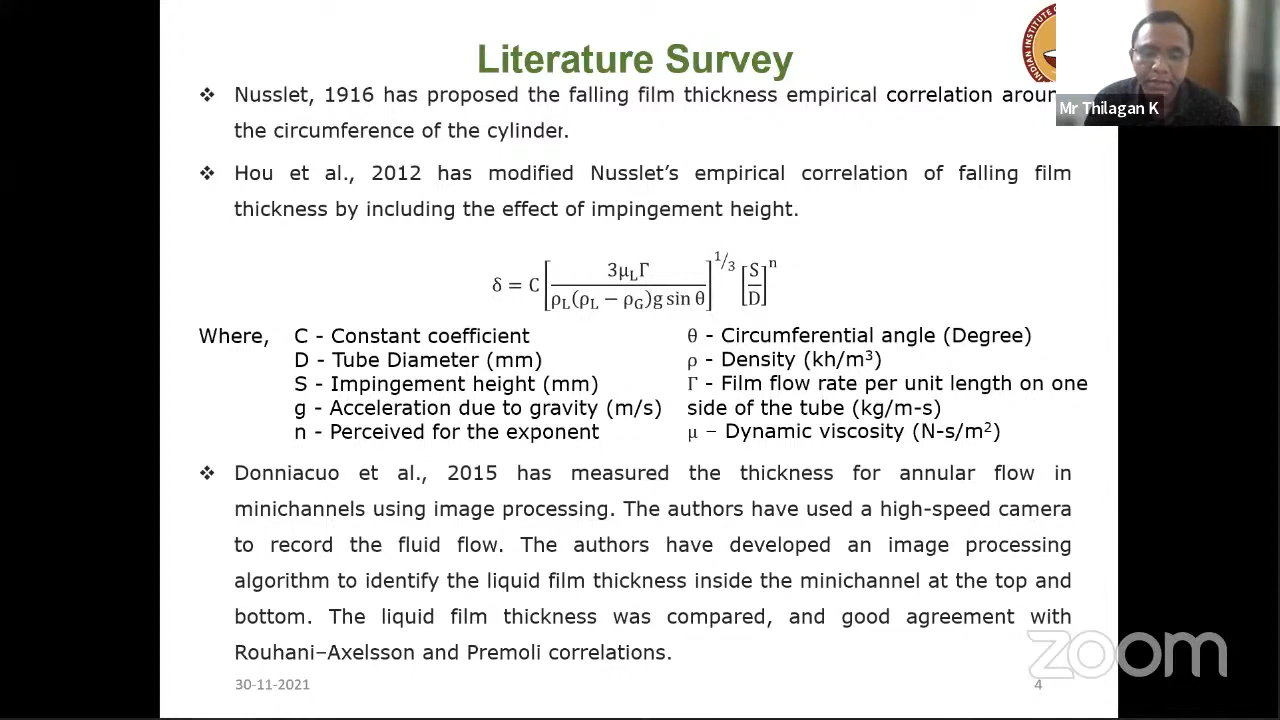 Literature Survey
INDIAN INSTITUTE
❖ Nusslet, 1916 has proposed the falling film thickness empirical correlation aroun
the circumference of the cylinder.
Mr Thilagan K
❖ Hou et al., 2012 has modified Nusslet’s empirical correlation of falling film
thickness by including the effect of impingement height.
δ = C [3μ_L Γ / ρ_L(ρ_L − ρ_G)g sin θ]^1/3 [S/D]^n
Where, C - Constant coefficient
D - Tube Diameter (mm)
S - Impingement height (mm)
g - Acceleration due to gravity (m/s)
n - Perceived for the exponent
θ - Circumferential angle (Degree)
ρ - Density (kh/m³)
Γ - Film flow rate per unit length on one
side of the tube (kg/m-s)
μ – Dynamic viscosity (N-s/m²)
❖ Donniacuo et al., 2015 has measured the thickness for annular flow in
minichannels using image processing. The authors have used a high-speed camera
to record the fluid flow. The authors have developed an image processing
algorithm to identify the liquid film thickness inside the minichannel at the top and
bottom. The liquid film thickness was compared, and good agreement with
Rouhani–Axelsson and Premoli correlations.
zoom
30-11-2021
4